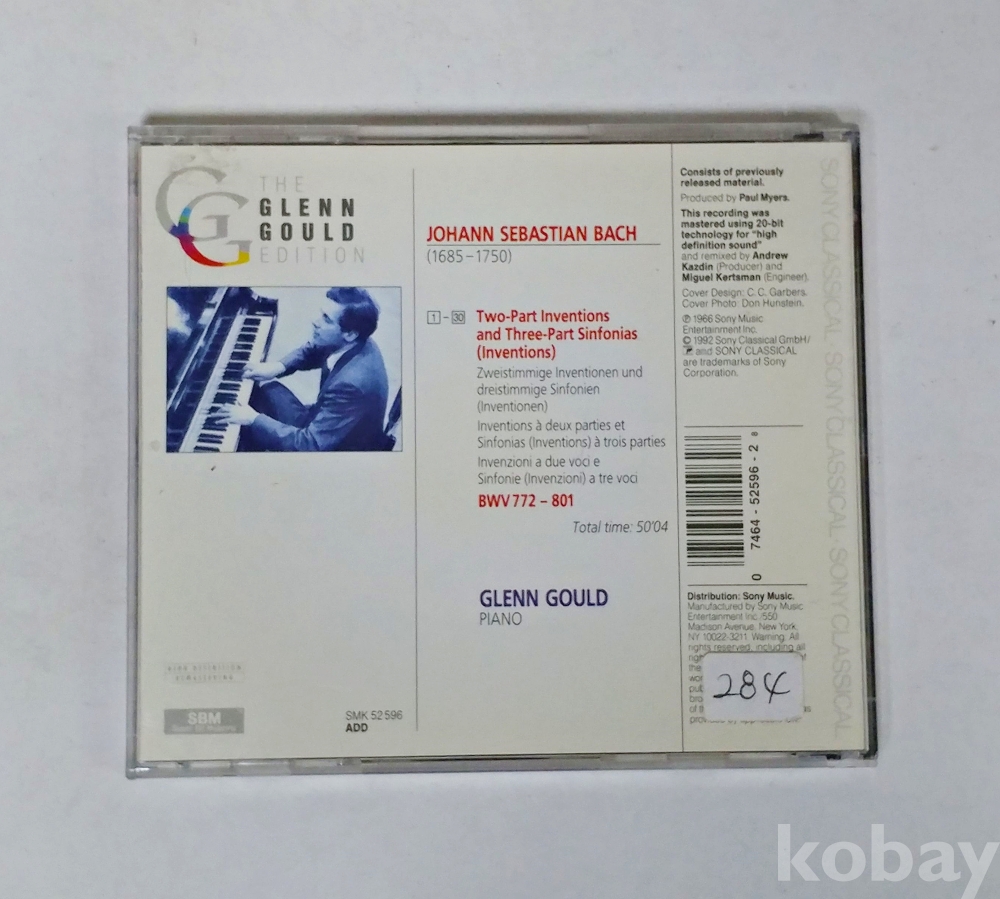 THE
GLENN
GOULD
EDITION
JOHANN SEBASTIAN BACH
(1685–1750)
1 – 30 Two-Part Inventions
and Three-Part Sinfonias
(Inventions)
Zweistimmige Inventionen und
dreistimmige Sinfonien
(Inventionen)
Inventions à deux parties et
Sinfonias (Inventions) à trois parties
Invenzioni a due voci e
Sinfonie (Invenzioni) a tre voci
BWV 772 – 801
Total time: 50'04
GLENN GOULD
PIANO
SBM
SMK 52 596
ADD
Consists of previously
released material.
Produced by Paul Myers.
This recording was
mastered using 20-bit
technology for "high
definition sound"
and remixed by Andrew
Kazdin (Producer) and
Miguel Kertsman (Engineer).
Cover Design: C. C. Garbers.
Cover Photo: Don Hunstein.
℗ 1966 Sony Music
Entertainment Inc.
© 1992 Sony Classical GmbH/
and SONY CLASSICAL
are trademarks of Sony
Corporation.
0 7464 - 52596 - 2 8
Distribution: Sony Music.
Manufactured by Sony Music
Entertainment Inc./550
Madison Avenue, New York,
NY 10022-3211. Warning: All
rights reserved, including all
the
of the
284
SONY CLASSICAL · SONY CLASSICAL · SONY CLASSICAL
kobay